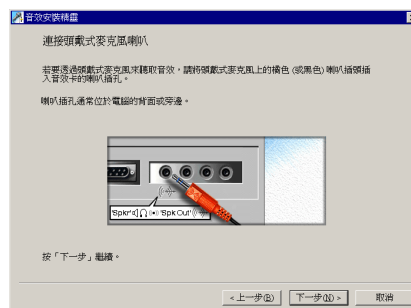 音效安裝精靈
連接頭戴式麥克風喇叭
若要透過頭戴式麥克風來聽取音效，請將頭戴式麥克風上的橘色 (或黑色) 喇叭插頭插
入音效卡的喇叭插孔。
喇叭插孔通常位於電腦的背面或旁邊。
'Spk Out'
按「下一步」繼續。
< 上一步(B)
下一步(N) >
取消